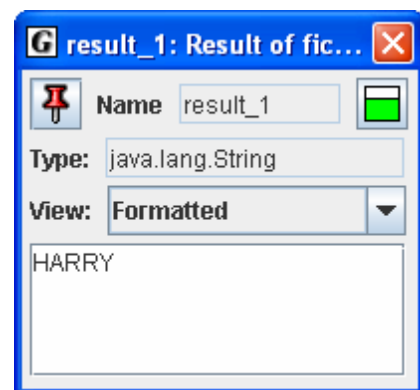 G result_1: Result of fic...
Name result_1
Type: java.lang.String
View: Formatted
HARRY